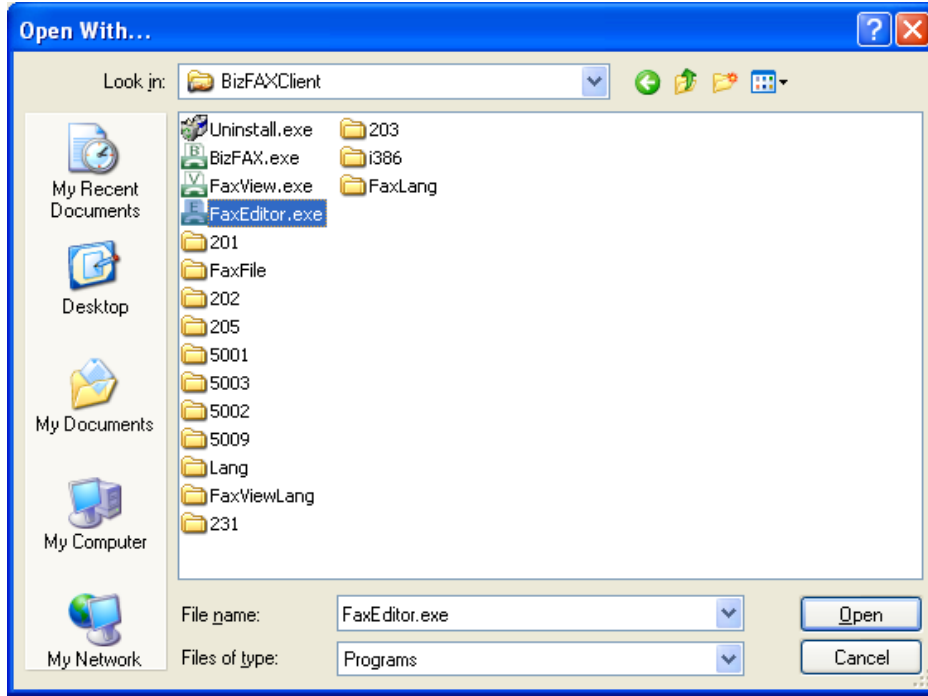 Open With...
Look in: BizFAXClient
My Recent
Documents
Desktop
My Documents
My Computer
My Network
Uninstall.exe
BizFAX.exe
FaxView.exe
FaxEditor.exe
201
FaxFile
202
205
5001
5003
5002
5009
Lang
FaxViewLang
231
203
i386
FaxLang
File name: FaxEditor.exe Open
Files of type: Programs Cancel